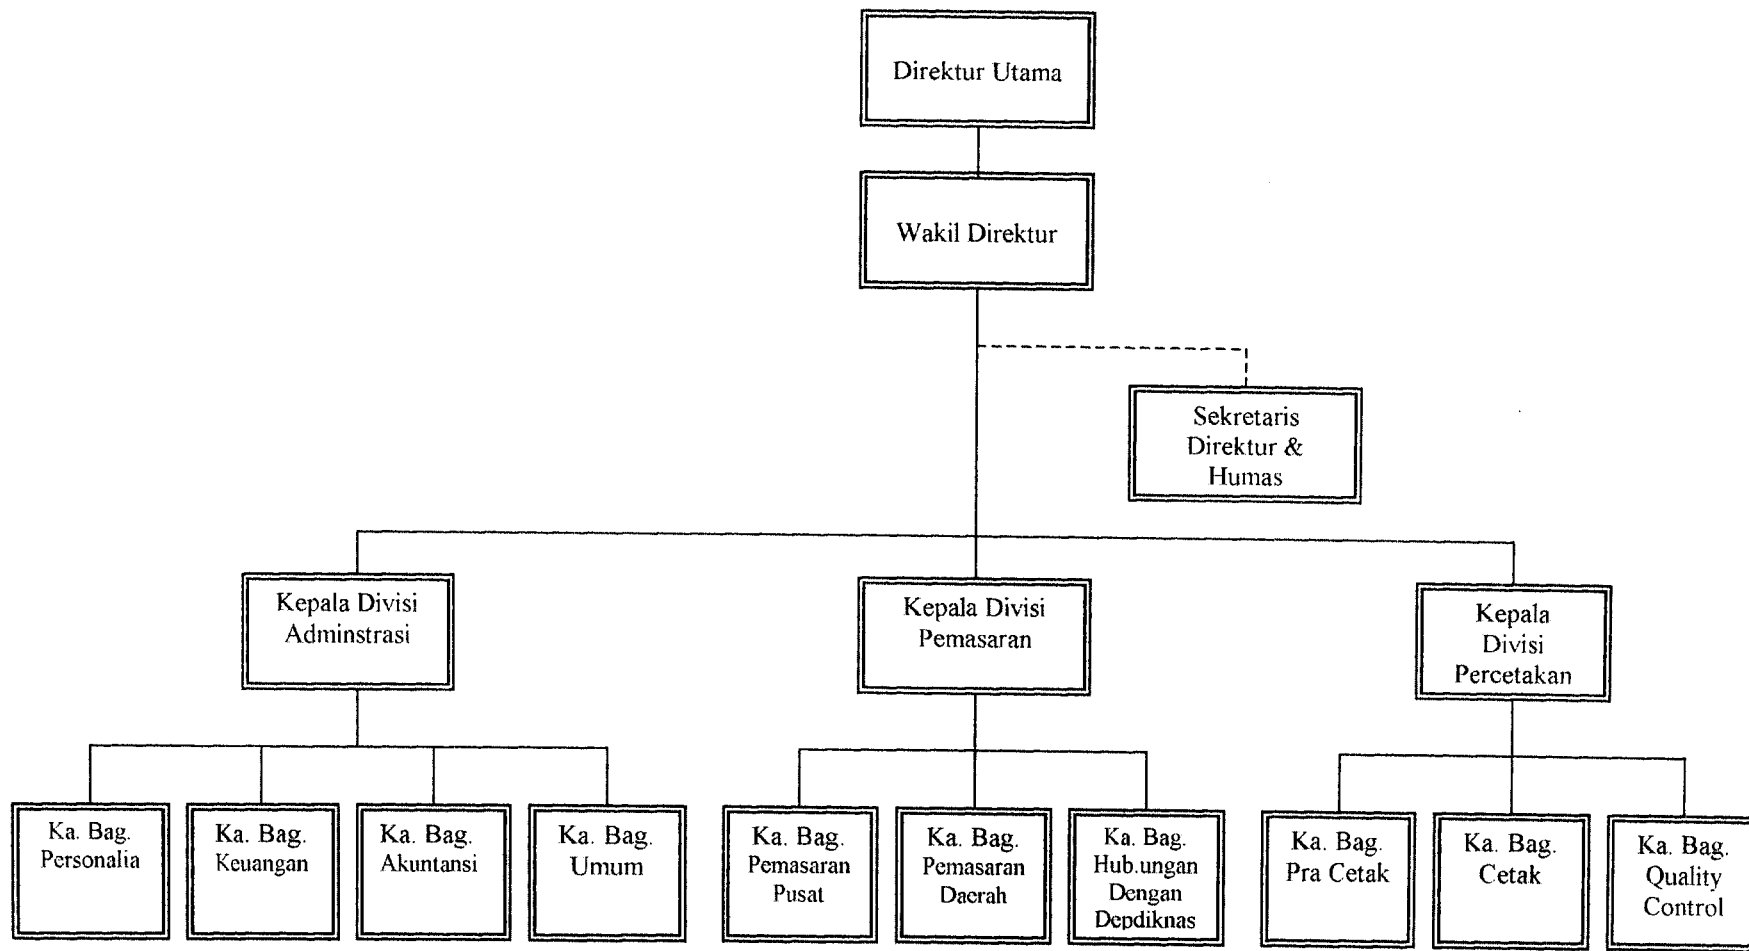 Direktur Utama
Wakil Direktur
Sekretaris
Direktur &
Humas
Kepala Divisi
Adminstrasi
Kepala Divisi
Pemasaran
Kepala
Divisi
Percetakan
Ka. Bag.
Personalia
Ka. Bag.
Keuangan
Ka. Bag.
Akuntansi
Ka. Bag.
Umum
Ka. Bag.
Pemasaran
Pusat
Ka. Bag.
Pemasaran
Daerah
Ka. Bag.
Hub.ungan
Dengan
Depdiknas
Ka. Bag.
Pra Cetak
Ka. Bag.
Cetak
Ka. Bag.
Quality
Control